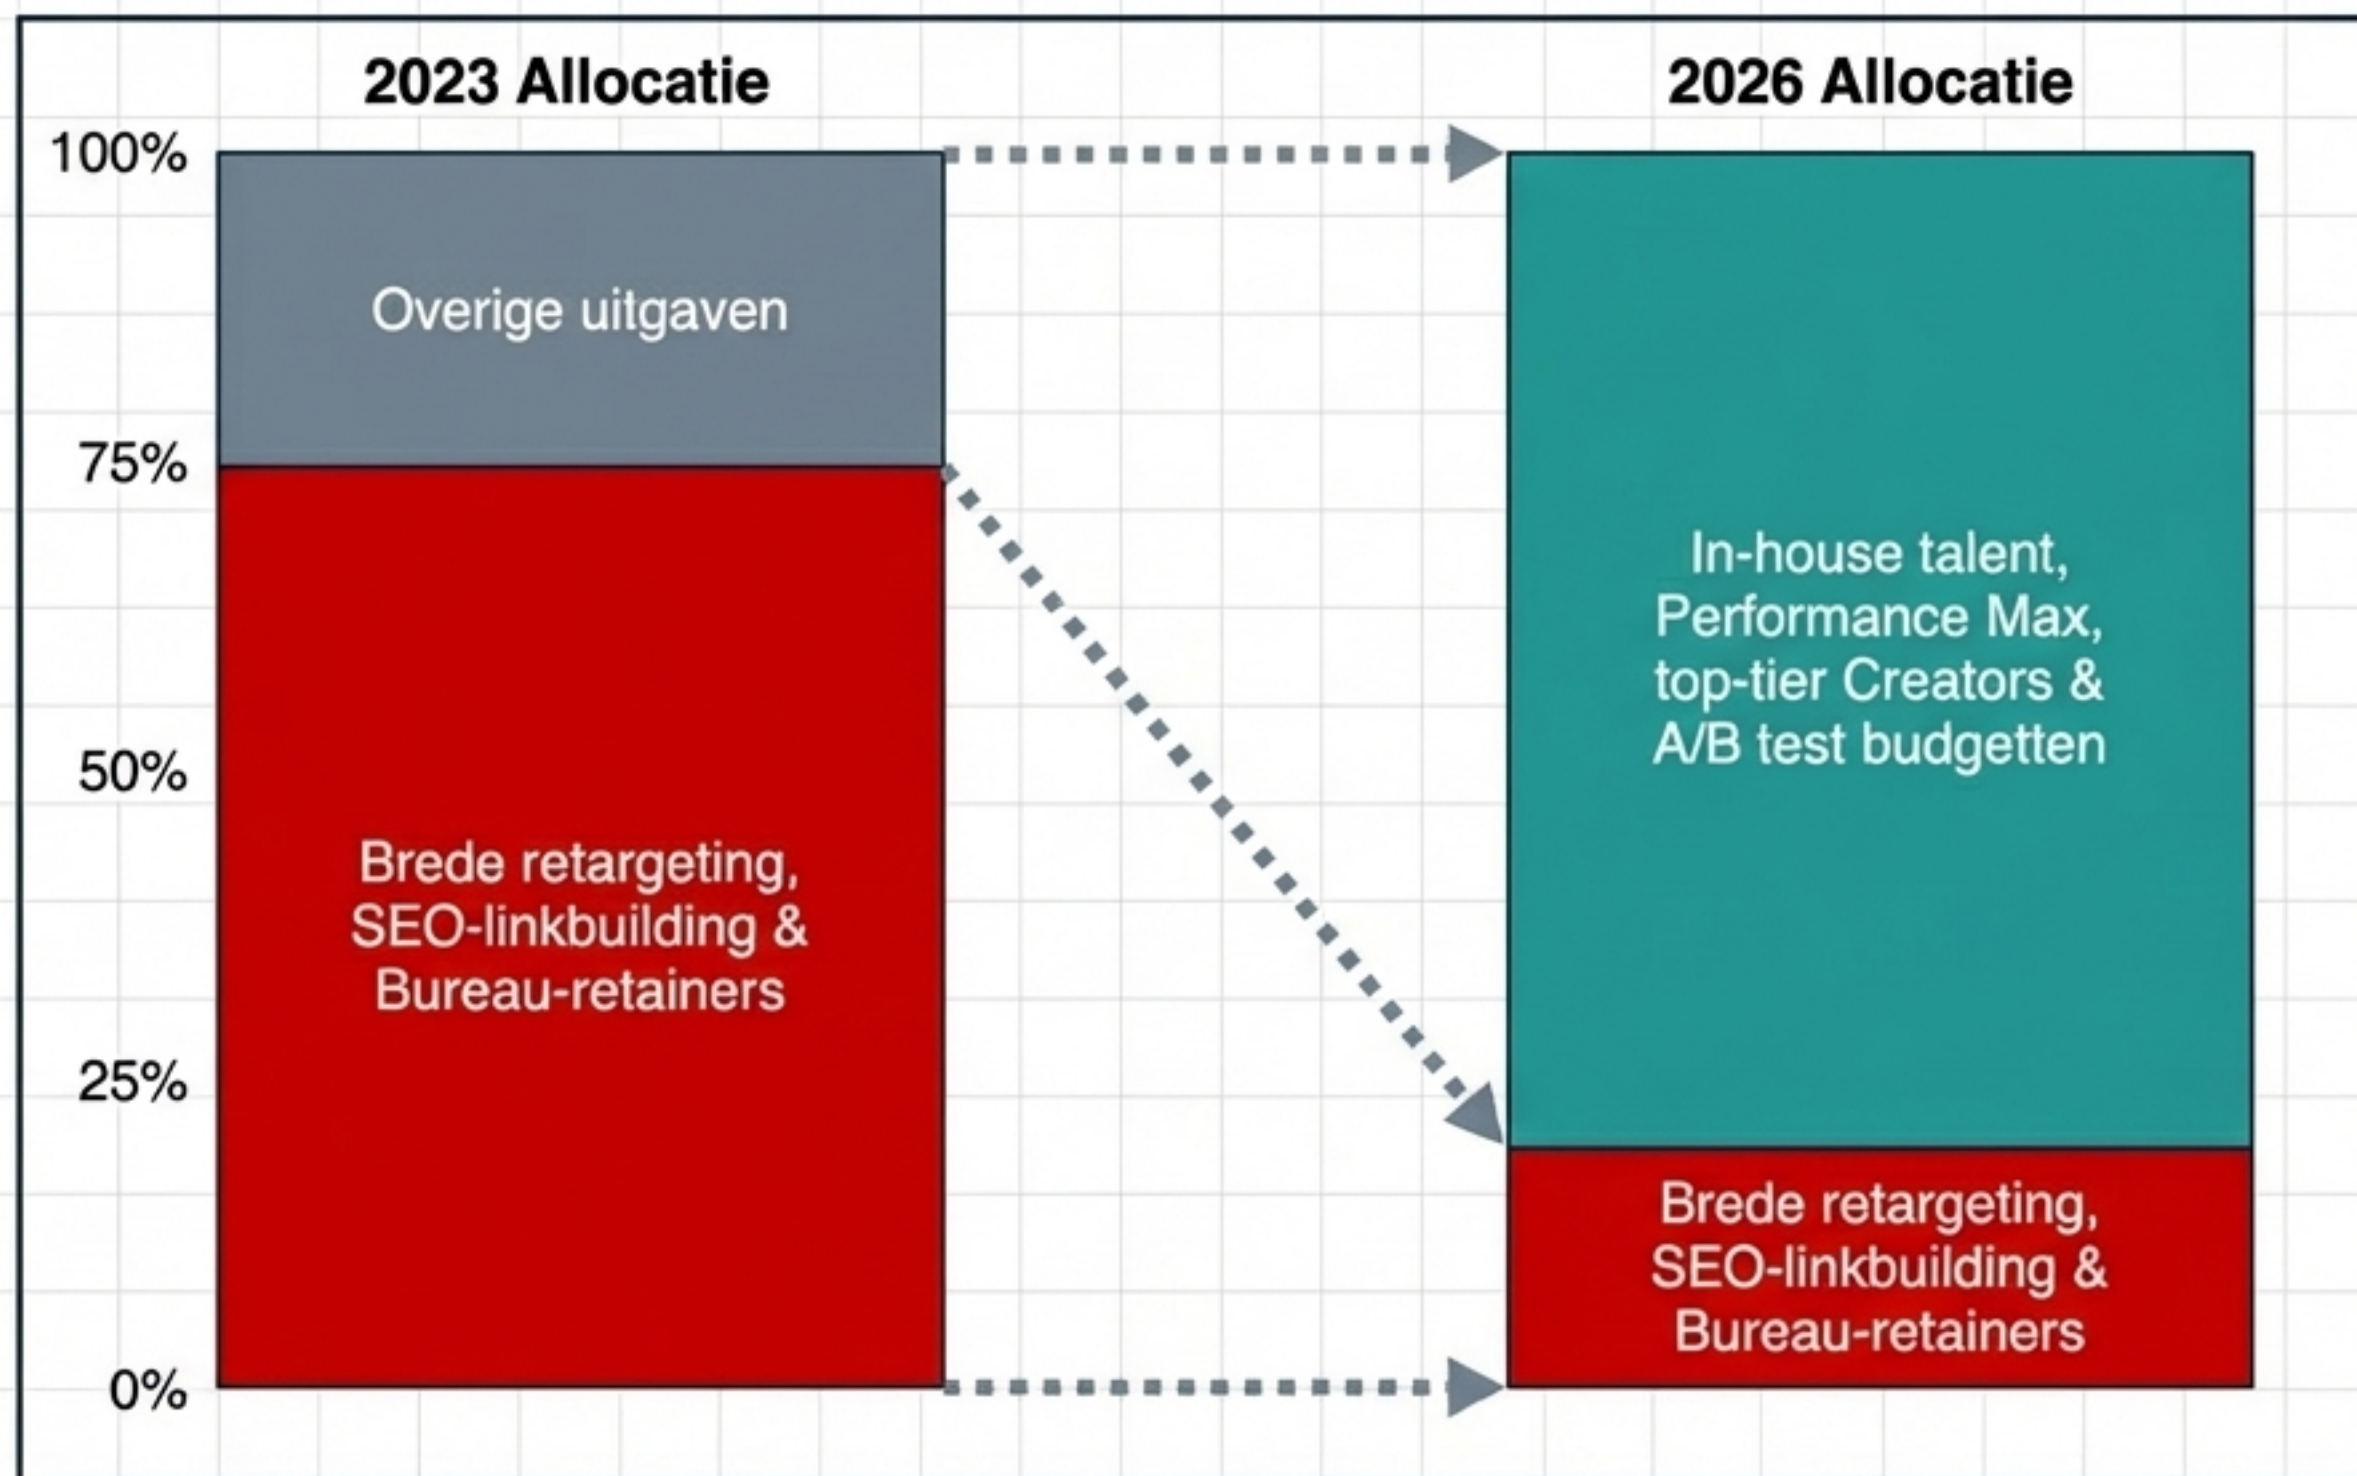 2023 Allocatie
2026 Allocatie
100%
75%
50%
25%
0%
Overige uitgaven
Brede retargeting,
SEO-linkbuilding &
Bureau-retainers
In-house talent,
Performance Max,
top-tier Creators &
A/B test budgetten
Brede retargeting,
SEO-linkbuilding &
Bureau-retainers